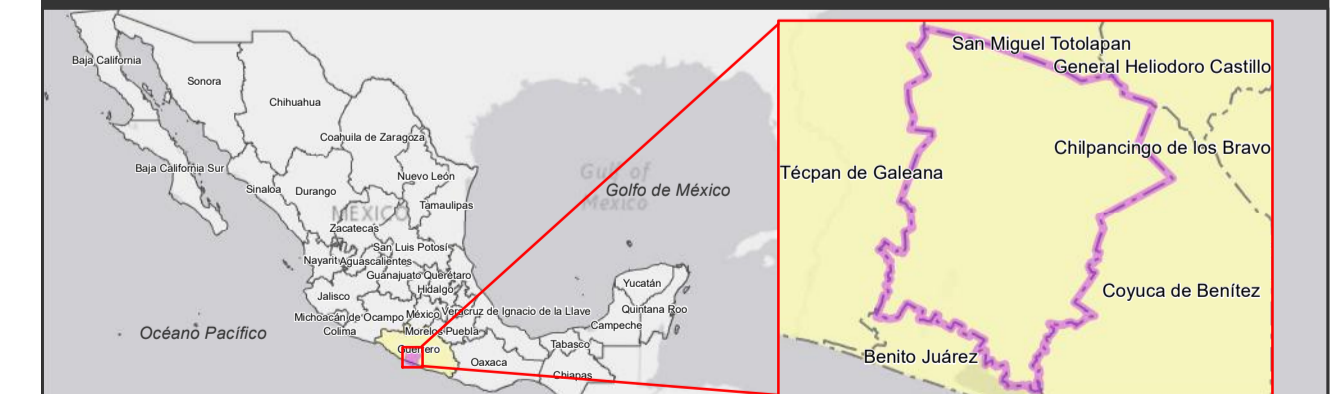 Baja California
Sonora
Chihuahua
Coahuila de Zaragoza
Baja California Sur
Sinaloa
Durango
Nuevo León
Tamaulipas
MÉXICO
Zacatecas
San Luis Potosí
Nayarit
Aguascalientes
Guanajuato
Querétaro
Hidalgo
Jalisco
Michoacán de Ocampo
México
Veracruz de Ignacio de la Llave
Colima
Morelos
Puebla
Guerrero
Oaxaca
Tabasco
Chiapas
Campeche
Yucatán
Quintana Roo
Gulf of
Mexico
Golfo de México
Océano Pacífico
San Miguel Totolapan
General Heliodoro Castillo
Chilpancingo de los Bravo
Técpan de Galeana
Coyuca de Benítez
Benito Juárez